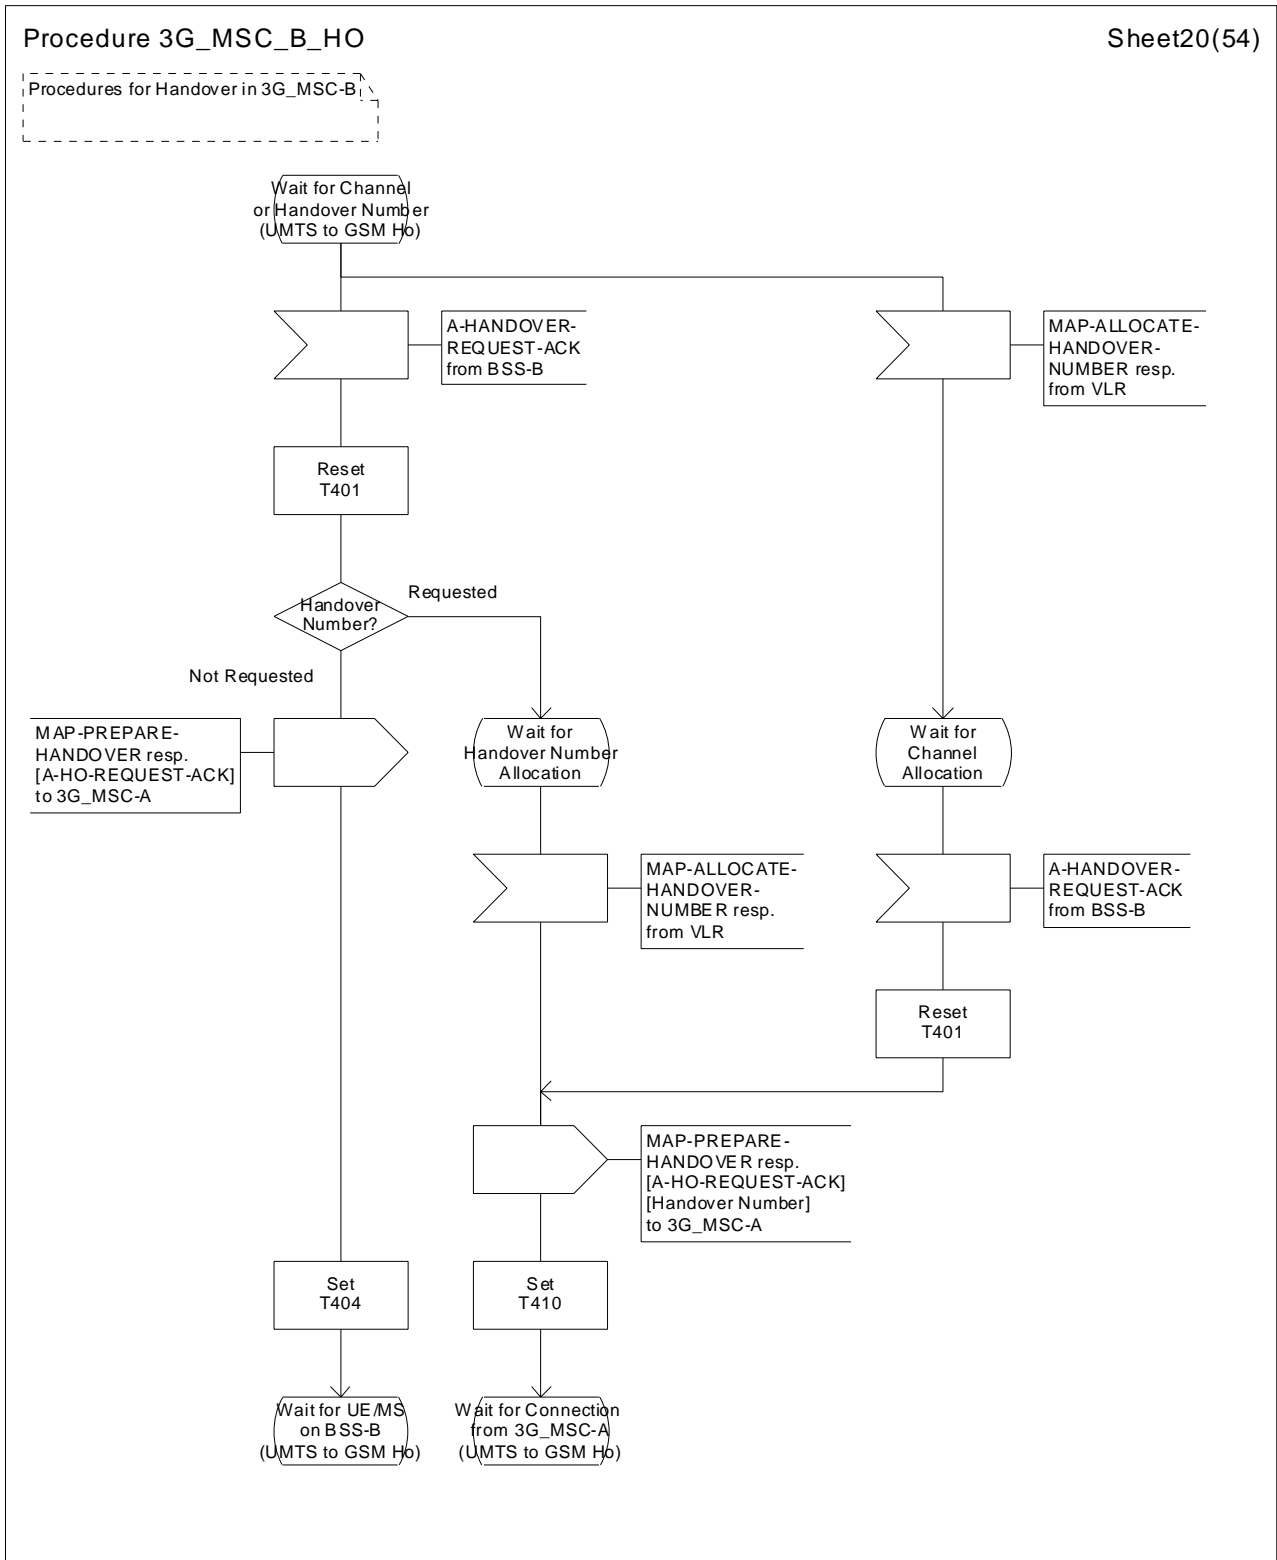 Procedure 3G_MSC_B_HO
Sheet20(54)
Procedures for Handover in 3G_MSC-B
Wait for Channel
or Handover Number
(UMTS to GSM Ho)
A-HANDOVER-
REQUEST-ACK
from BSS-B
MAP-ALLOCATE-
HANDOVER-
NUMBER resp.
from VLR
Reset
T401
Handover
Number?
Requested
Not Requested
MAP-PREPARE-
HANDOVER resp.
[A-HO-REQUEST-ACK]
to 3G_MSC-A
Wait for
Handover Number
Allocation
Wait for
Channel
Allocation
MAP-ALLOCATE-
HANDOVER-
NUMBER resp.
from VLR
A-HANDOVER-
REQUEST-ACK
from BSS-B
Reset
T401
MAP-PREPARE-
HANDOVER resp.
[A-HO-REQUEST-ACK]
[Handover Number]
to 3G_MSC-A
Set
T404
Set
T410
Wait for UE/MS
on BSS-B
(UMTS to GSM Ho)
Wait for Connection
from 3G_MSC-A
(UMTS to GSM Ho)